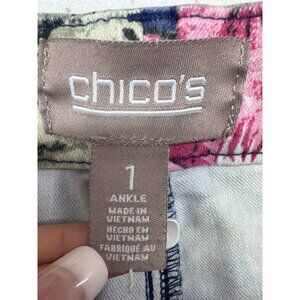 chico's
1
ANKLE
MADE IN
VIETNAM
HECHO EN
VIETNAM
FABRIQUÉ AU
VIETNAM